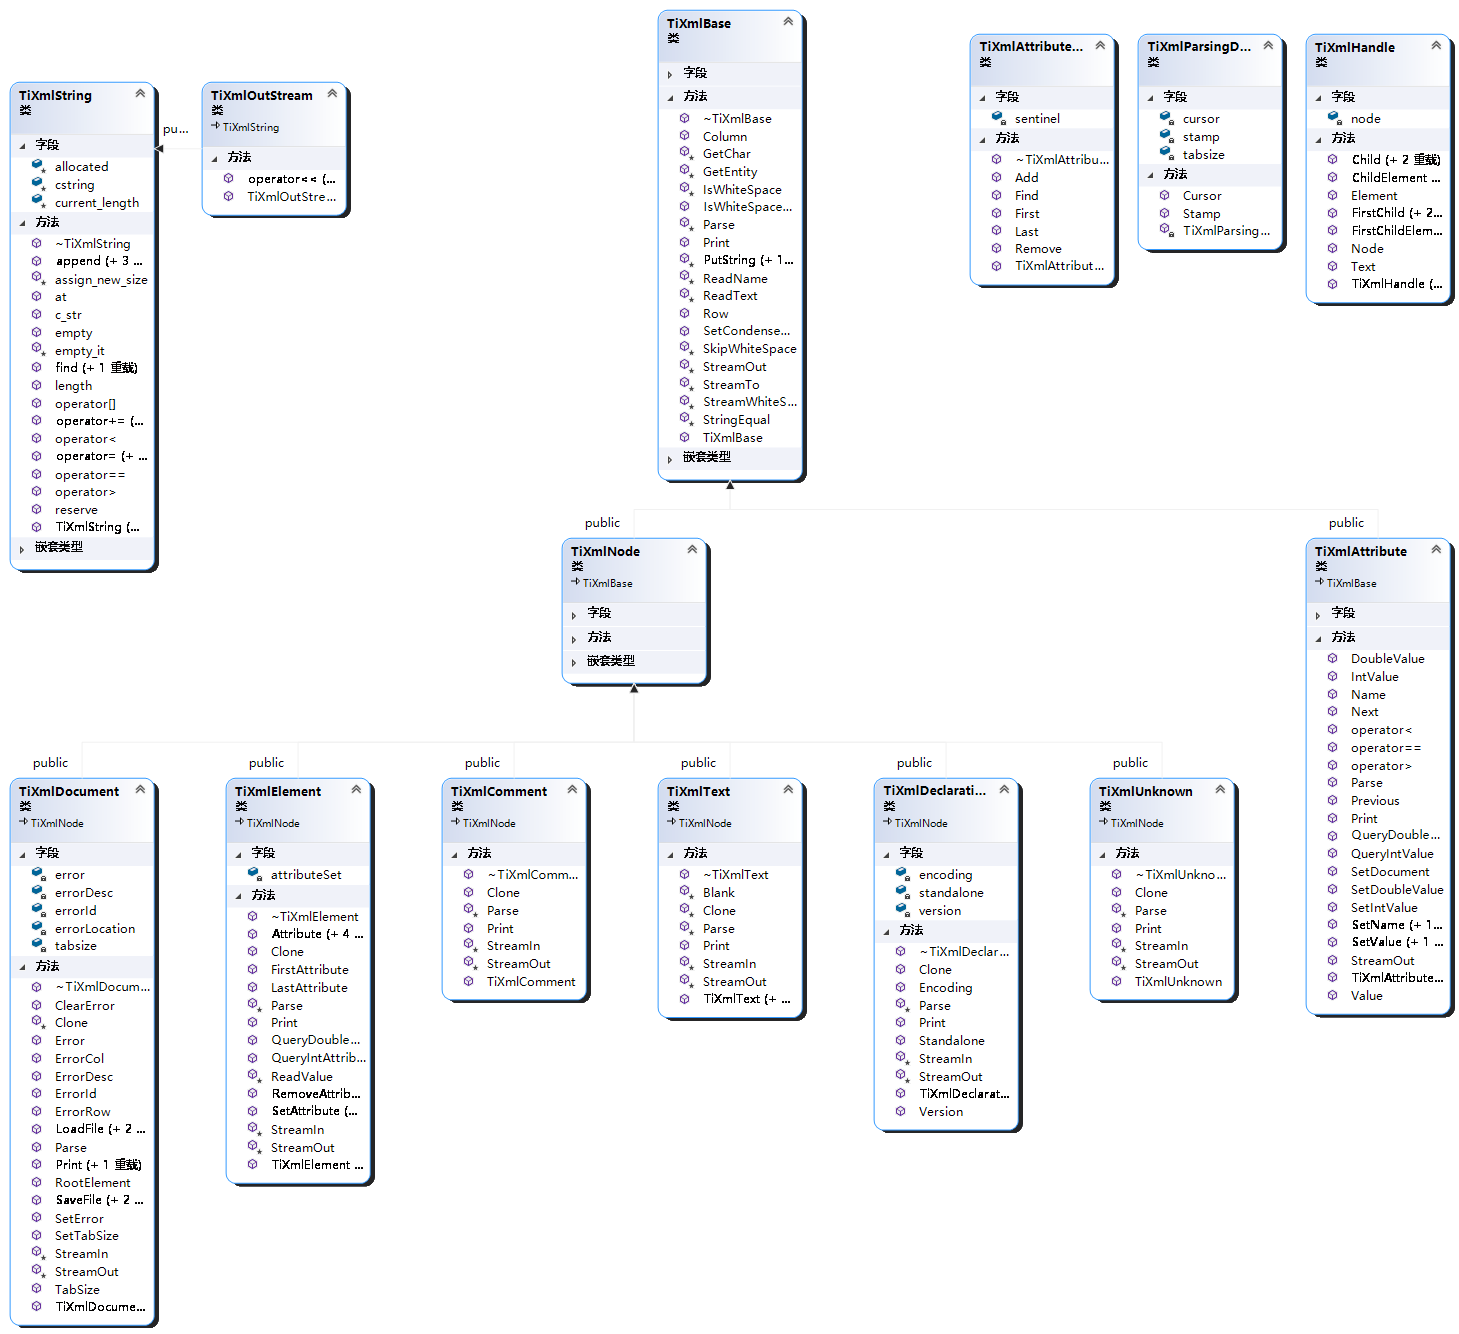 TiXmlString
类
字段
allocated
cstring
current_length
方法
~TiXmlString
append (+ 3 ...
assign_new_size
at
c_str
empty
empty_it
find (+ 1 重载)
length
operator[]
operator+= (...
operator<
operator= (+ ...
operator==
operator>
reserve
TiXmlString (...
嵌套类型
pu...
TiXmlOutStream
类
TiXmlString
方法
operator<< (...
TiXmlOutStre...
TiXmlBase
类
字段
方法
~TiXmlBase
Column
GetChar
GetEntity
IsWhiteSpace
IsWhiteSpace...
Parse
Print
PutString (+ 1...
ReadName
ReadText
Row
SetCondense...
SkipWhiteSpace
StreamOut
StreamTo
StreamWhiteS...
StringEqual
TiXmlBase
嵌套类型
TiXmlAttribute...
类
字段
sentinel
方法
~TiXmlAttribu...
Add
Find
First
Last
Remove
TiXmlAttribut...
TiXmlParsingD...
类
字段
cursor
stamp
tabsize
方法
Cursor
Stamp
TiXmlParsing...
TiXmlHandle
类
字段
node
方法
Child (+ 2 重载)
ChildElement ...
Element
FirstChild (+ 2...
FirstChildElem...
Node
Text
TiXmlHandle (...
public
TiXmlNode
类
TiXmlBase
字段
方法
嵌套类型
public
TiXmlAttribute
类
TiXmlBase
字段
方法
DoubleValue
IntValue
Name
Next
operator<
operator==
operator>
Parse
Previous
Print
QueryDouble...
QueryIntValue
SetDocument
SetDoubleValue
SetIntValue
SetName (+ 1...
SetValue (+ 1 ...
StreamOut
TiXmlAttribute...
Value
public
TiXmlDocument
类
TiXmlNode
字段
error
errorDesc
errorId
errorLocation
tabsize
方法
~TiXmlDocum...
ClearError
Clone
Error
ErrorCol
ErrorDesc
ErrorId
ErrorRow
LoadFile (+ 2 ...
Parse
Print (+ 1 重载)
RootElement
SaveFile (+ 2 ...
SetError
SetTabSize
StreamIn
StreamOut
TabSize
TiXmlDocume...
public
TiXmlElement
类
TiXmlNode
字段
attributeSet
方法
~TiXmlElement
Attribute (+ 4 ...
Clone
FirstAttribute
LastAttribute
Parse
Print
QueryDouble...
QueryIntAttrib...
ReadValue
RemoveAttrib...
SetAttribute (...
StreamIn
StreamOut
TiXmlElement ...
public
TiXmlComment
类
TiXmlNode
方法
~TiXmlComm...
Clone
Parse
Print
StreamIn
StreamOut
TiXmlComment
public
TiXmlText
类
TiXmlNode
方法
~TiXmlText
Blank
Clone
Parse
Print
StreamIn
StreamOut
TiXmlText (+ ...
public
TiXmlDeclarati...
类
TiXmlNode
字段
encoding
standalone
version
方法
~TiXmlDeclar...
Clone
Encoding
Parse
Print
Standalone
StreamIn
StreamOut
TiXmlDeclarat...
Version
public
TiXmlUnknown
类
TiXmlNode
方法
~TiXmlUnkno...
Clone
Parse
Print
StreamIn
StreamOut
TiXmlUnknown